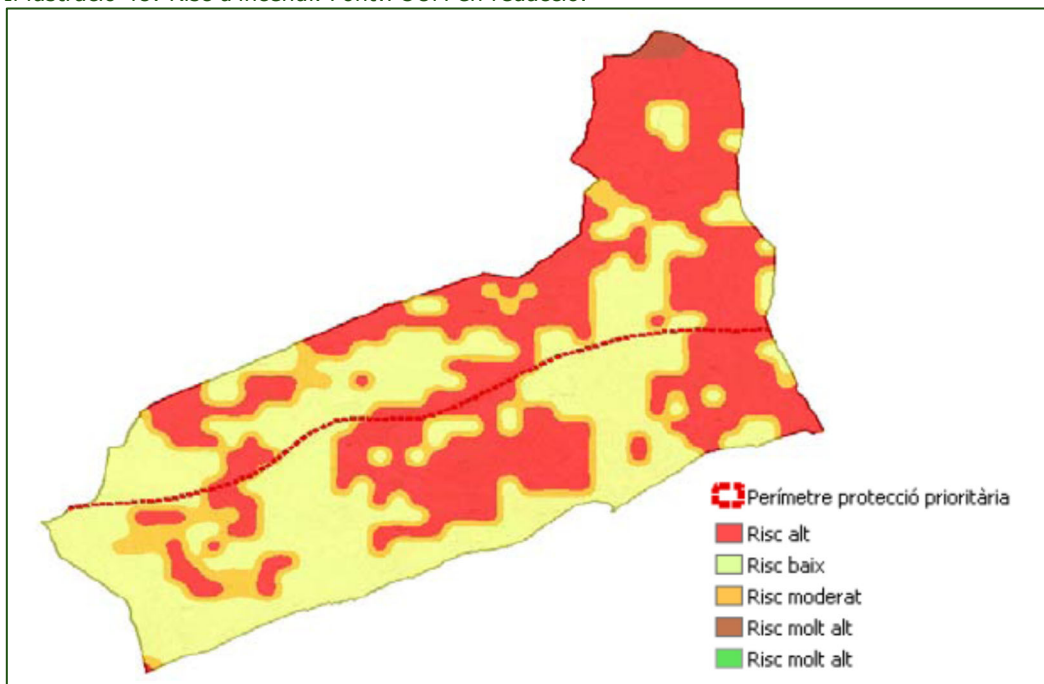 Perímetre protecció prioritària
Risc alt
Risc baix
Risc moderat
Risc molt alt
Risc molt alt